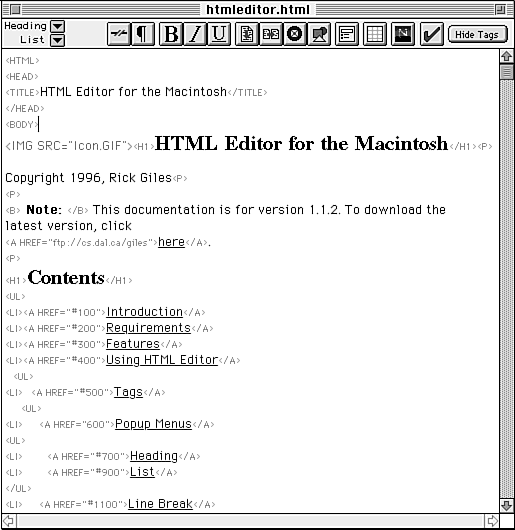 htmleditor.html
Heading
List
B I U
Hide Tags
<HTML>
<HEAD>
<TITLE>HTML Editor for the Macintosh</TITLE>
</HEAD>
<BODY>
<IMG SRC="Icon.GIF"><H1>HTML Editor for the Macintosh</H1><P>
Copyright 1996, Rick Giles<P>
<P>
<B> Note: </B> This documentation is for version 1.1.2. To download the
latest version, click
<A HREF="ftp://cs.dal.ca/giles">here</A>.
<P>
<H1>Contents</H1>
<UL>
<LI><A HREF="#100">Introduction</A>
<LI><A HREF="#200">Requirements</A>
<LI><A HREF="#300">Features</A>
<LI><A HREF="#400">Using HTML Editor</A>
<UL>
<LI> <A HREF="#500">Tags</A>
<UL>
<LI> <A HREF="600">Popup Menus</A>
<UL>
<LI> <A HREF="#700">Heading</A>
<LI> <A HREF="#900">List</A>
</UL>
<LI> <A HREF="#1100">Line Break</A>